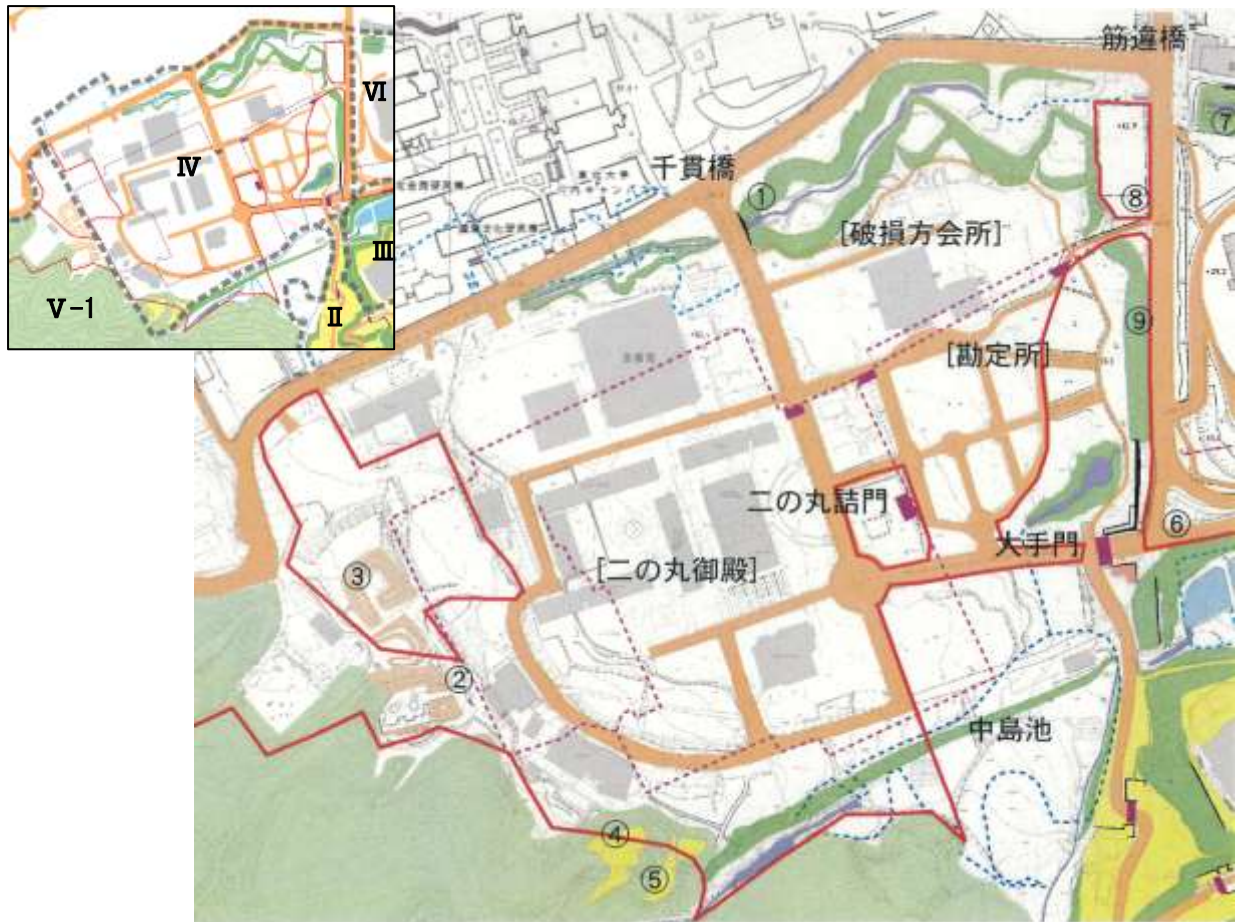 Ⅵ
Ⅳ
Ⅲ
Ⅱ
Ⅴ-1
筋違橋
⑦
千貫橋
①
⑧
[破損方会所]
⑨
[勘定所]
二の丸詰門
大手門
⑥
③
[二の丸御殿]
②
中島池
④
⑤